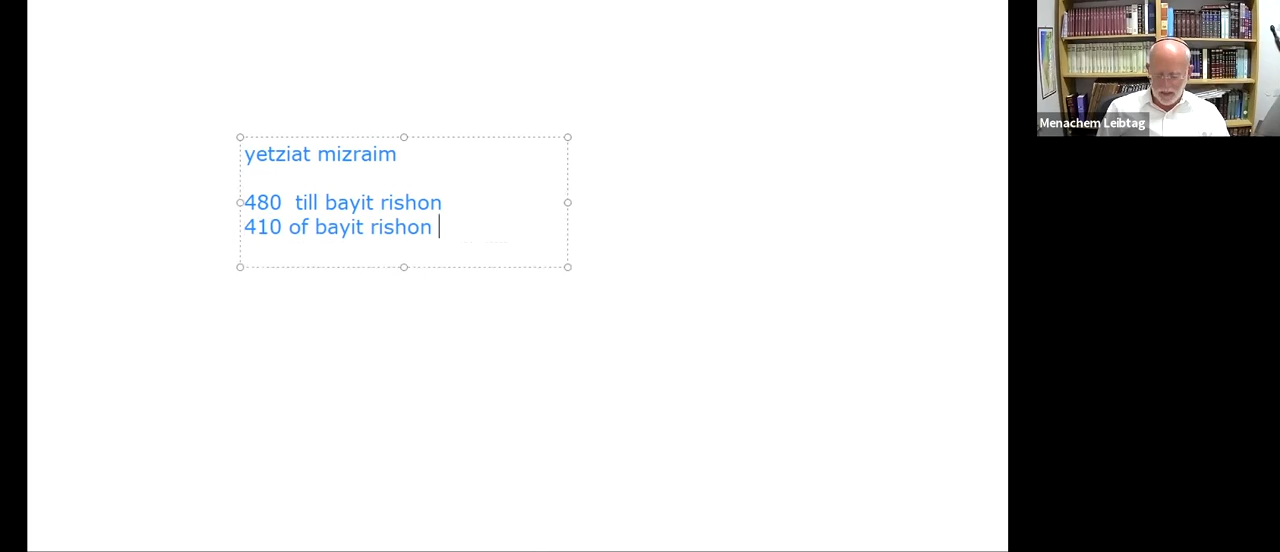 yetziat mizraim
480  till bayit rishon
410 of bayit rishon
Menachem Leibtag